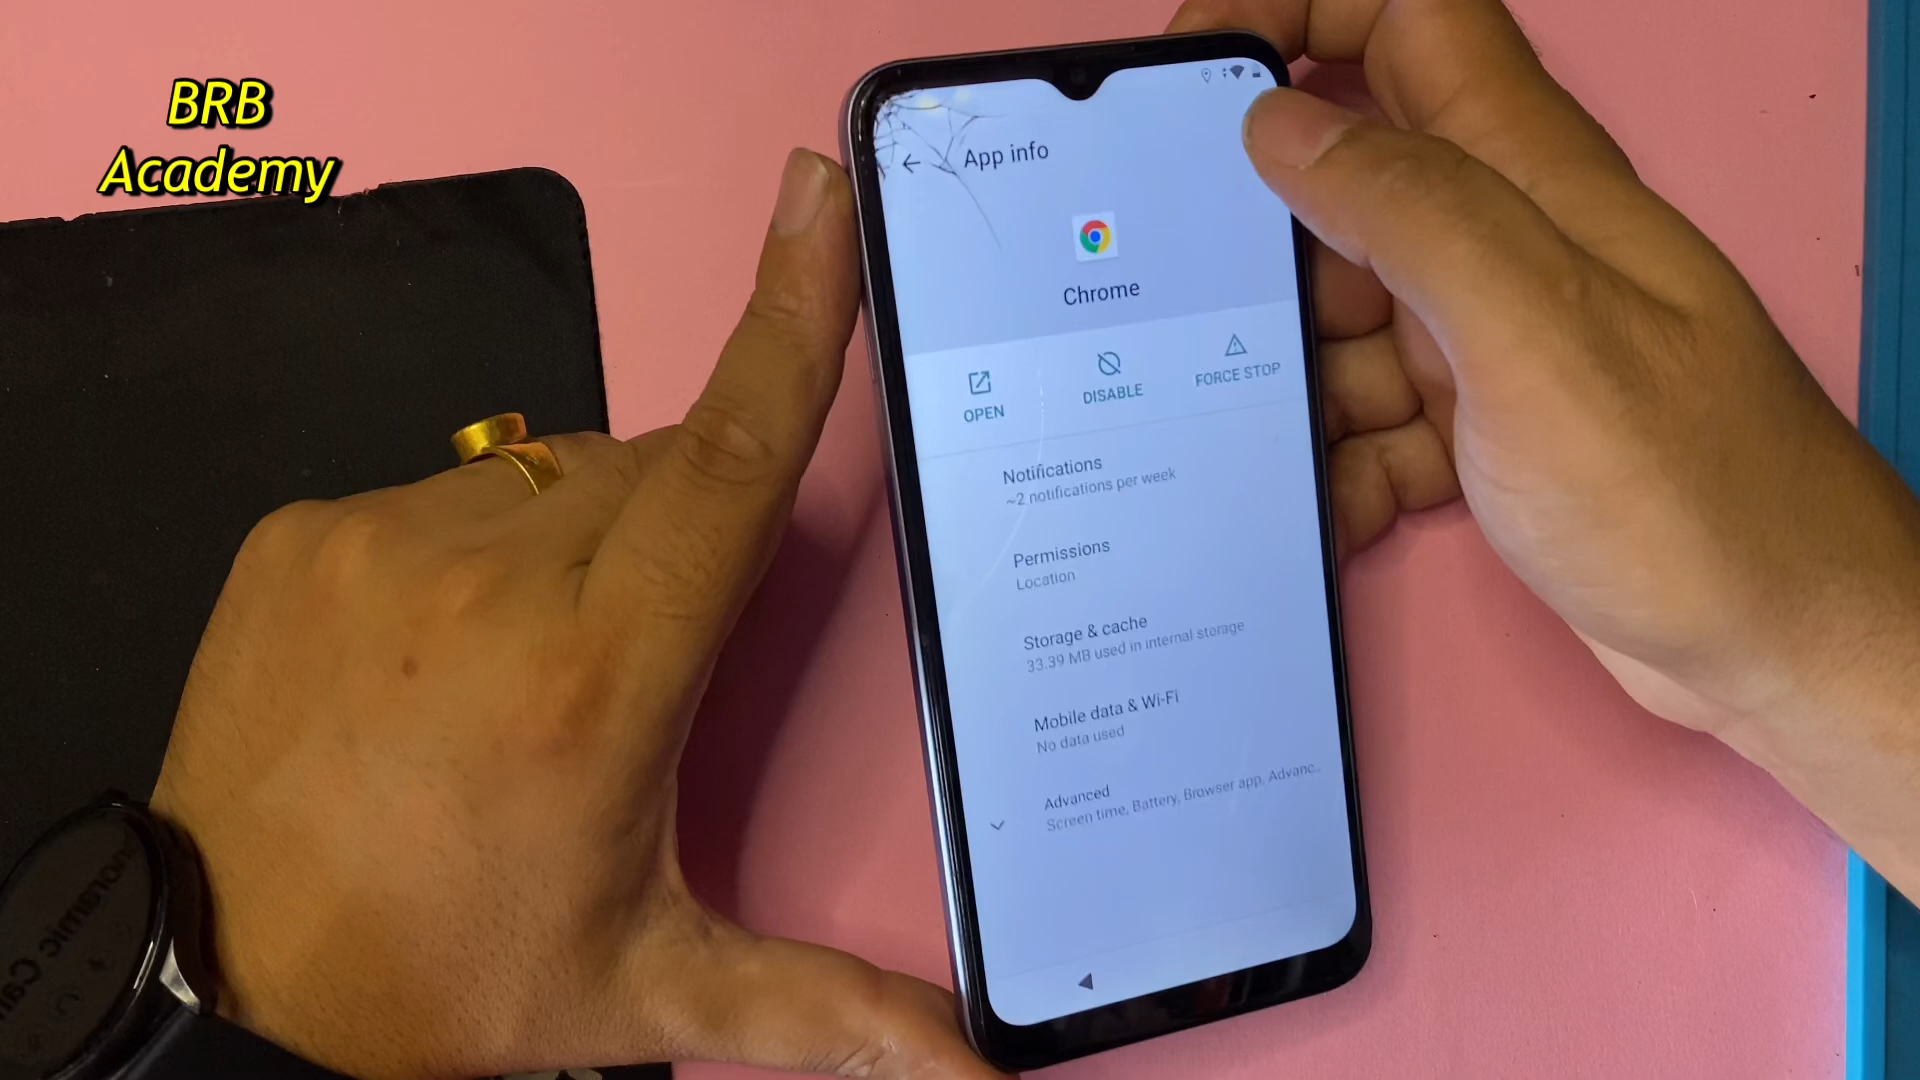 BRB
Academy
App info
Chrome
OPEN
DISABLE
FORCE STOP
Notifications
~2 notifications per week
Permissions
Location
Storage & cache
33.39 MB used in internal storage
Mobile data & Wi-Fi
No data used
Advanced
Screen time, Battery, Browser app, Advanc..